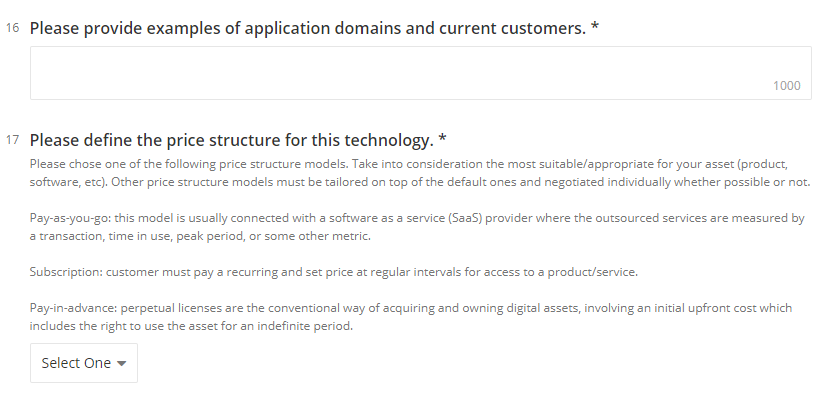 16 Please provide examples of application domains and current customers. *
1000
17 Please define the price structure for this technology. *
Please chose one of the following price structure models. Take into consideration the most suitable/appropriate for your asset (product,
software, etc). Other price structure models must be tailored on top of the default ones and negotiated individually whether possible or not.
Pay-as-you-go: this model is usually connected with a software as a service (SaaS) provider where the outsourced services are measured by
a transaction, time in use, peak period, or some other metric.
Subscription: customer must pay a recurring and set price at regular intervals for access to a product/service.
Pay-in-advance: perpetual licenses are the conventional way of acquiring and owning digital assets, involving an initial upfront cost which
includes the right to use the asset for an indefinite period.
Select One